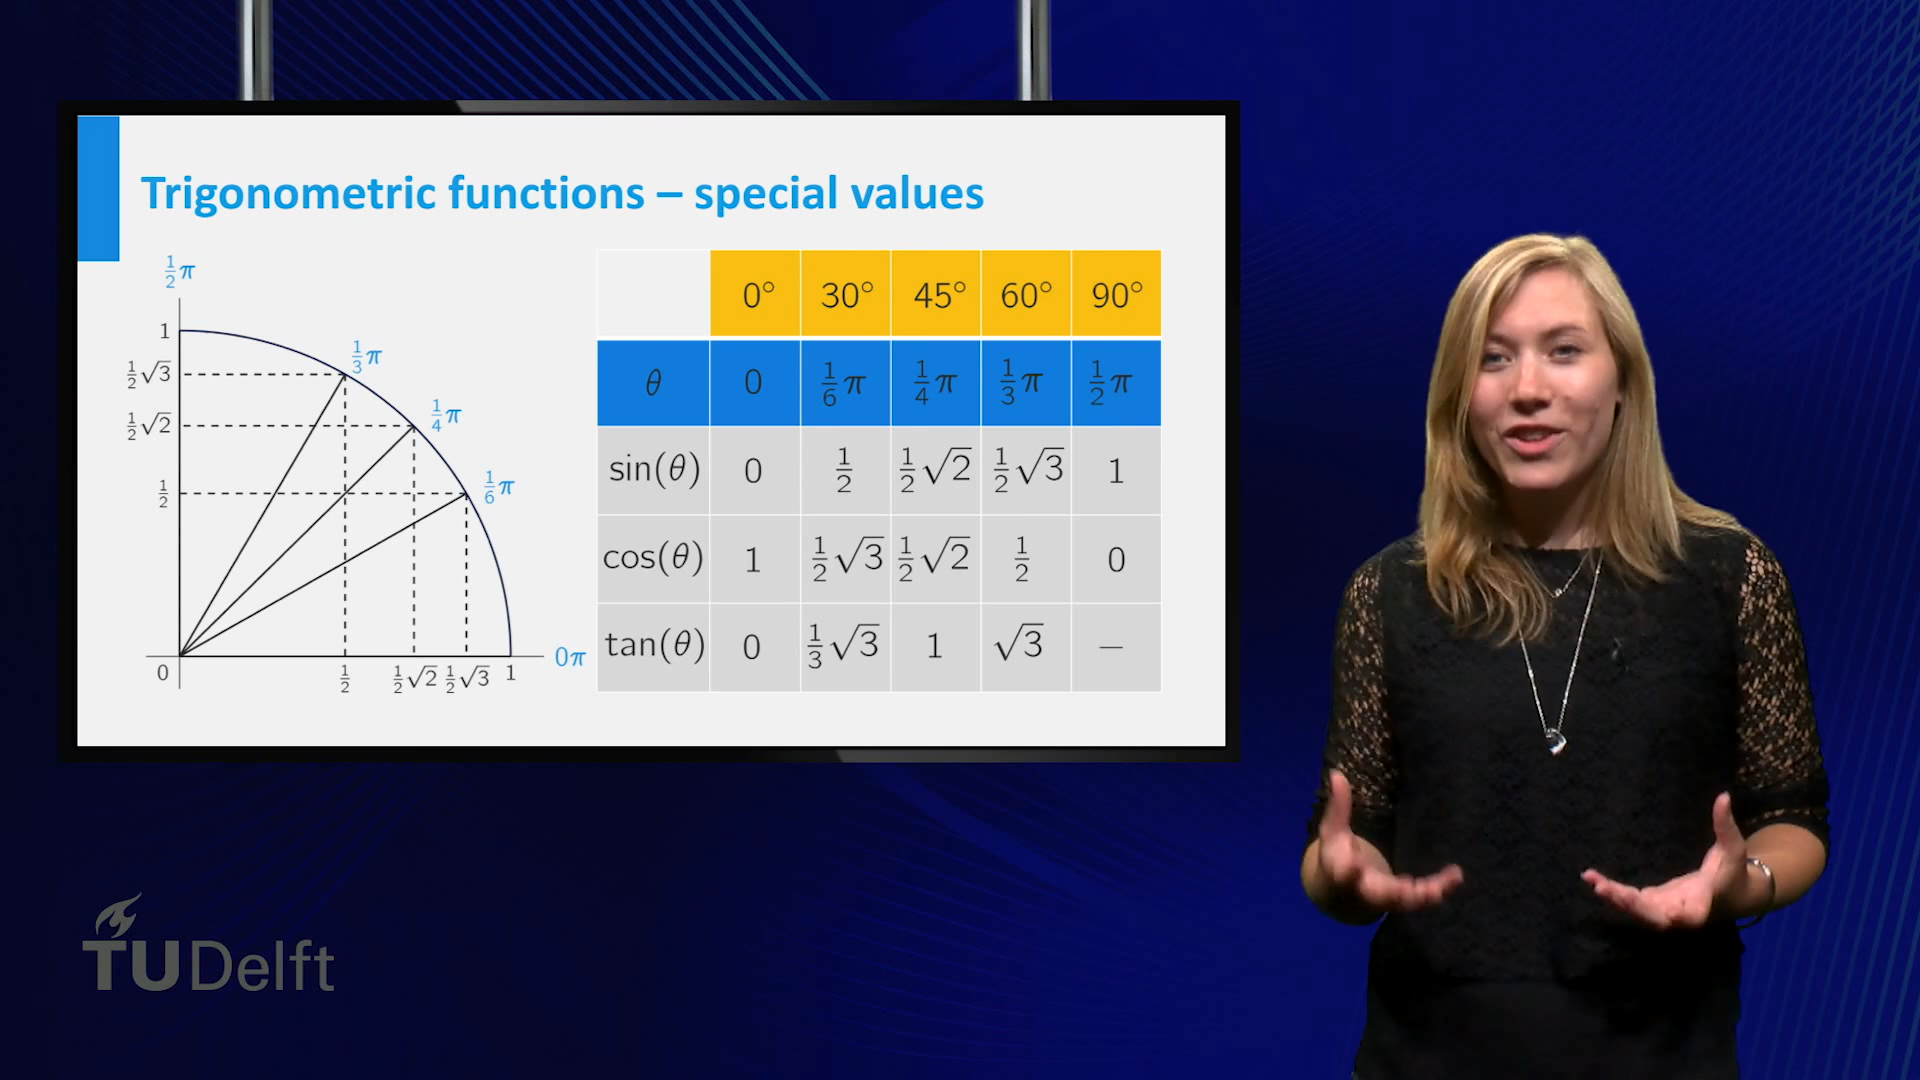 Trigonometric functions – special values
½π
1
½√3
½√2
½
0
⅓π
¼π
⅙π
0π
½ ½√2 ½√3 1
0° 30° 45° 60° 90°
θ 0 ⅙π ¼π ⅓π ½π
sin(θ) 0 ½ ½√2 ½√3 1
cos(θ) 1 ½√3 ½√2 ½ 0
tan(θ) 0 ⅓√3 1 √3 –
TU Delft